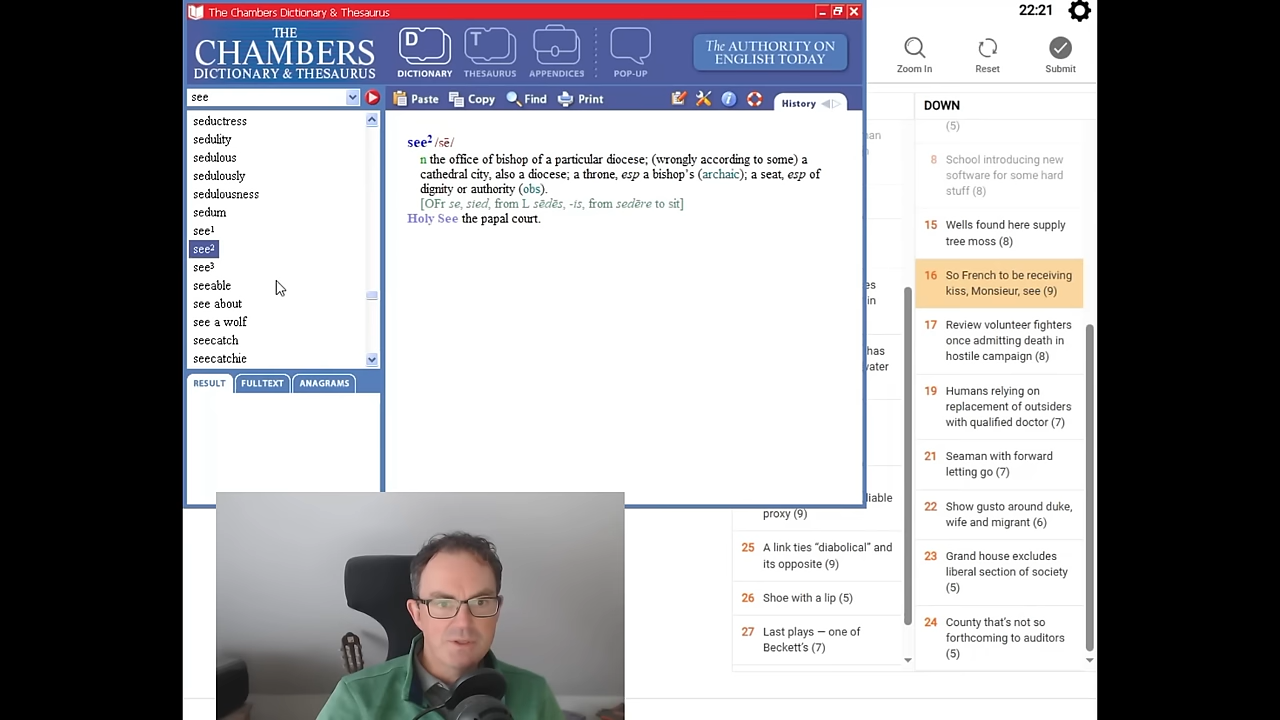 The Chambers Dictionary & Thesaurus
22:21
THE
CHAMBERS
DICTIONARY & THESAURUS
D
DICTIONARY
T
THESAURUS
APPENDICES
POP-UP
The AUTHORITY ON
ENGLISH TODAY
Zoom In
Reset
Submit
see
Paste
Copy
Find
Print
History
seductress
sedulity
sedulous
sedulously
sedulousness
sedum
see¹
see²
see³
seeable
see about
see a wolf
seecatch
seecatchie
RESULT
FULLTEXT
ANAGRAMS
see² /sē/
n the office of bishop of a particular diocese; (wrongly according to some) a
cathedral city, also a diocese; a throne, esp a bishop's (archaic); a seat, esp of
dignity or authority (obs).
[OFr se, sied, from L sēdēs, -is, from sedēre to sit]
Holy See the papal court.
an
es
in
has
ater
liable
proxy (9)
25 A link ties “diabolical” and
its opposite (9)
26 Shoe with a lip (5)
27 Last plays — one of
Beckett's (7)
DOWN
(5)
8 School introducing new
software for some hard
stuff (8)
15 Wells found here supply
tree moss (8)
16 So French to be receiving
kiss, Monsieur, see (9)
17 Review volunteer fighters
once admitting death in
hostile campaign (8)
19 Humans relying on
replacement of outsiders
with qualified doctor (7)
21 Seaman with forward
letting go (7)
22 Show gusto around duke,
wife and migrant (6)
23 Grand house excludes
liberal section of society
(5)
24 County that's not so
forthcoming to auditors
(5)